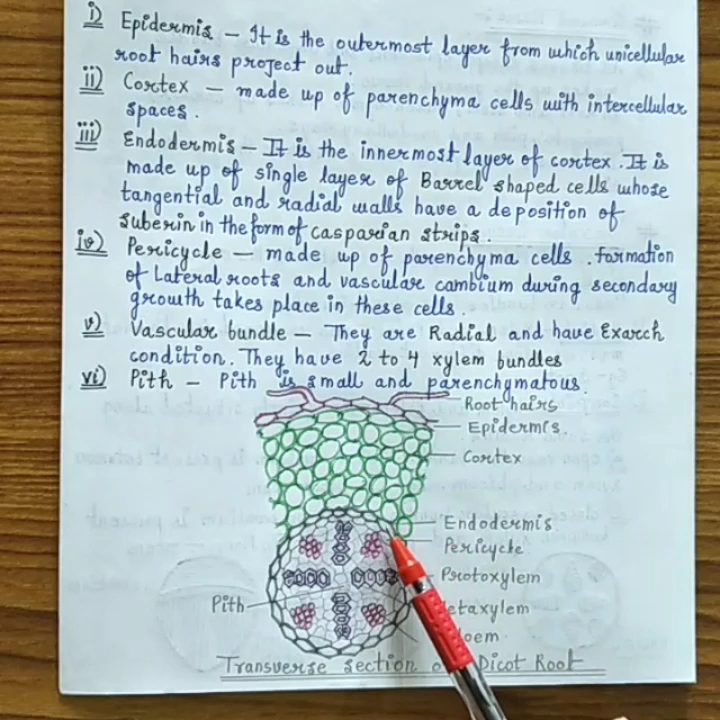 i) Epidermis – It is the outermost layer from which unicellular
root hairs project out.
ii) Cortex – made up of parenchyma cells with intercellular
spaces.
iii) Endodermis – It is the innermost layer of cortex. It is
made up of single layer of Barrel shaped cells whose
tangential and radial walls have a deposition of
suberin in the form of casparian strips.
iv) Pericycle – made up of parenchyma cells. formation
of Lateral roots and vascular cambium during secondary
growth takes place in these cells.
v) Vascular bundle – They are Radial and have Exarch
condition. They have 2 to 4 xylem bundles
vi) Pith – Pith is small and parenchymatous
Root hairs
Epidermis.
Cortex
Endodermis.
Pericycle
Protoxylem
etaxylem
loem
Pith
Transverse section o Dicot Root